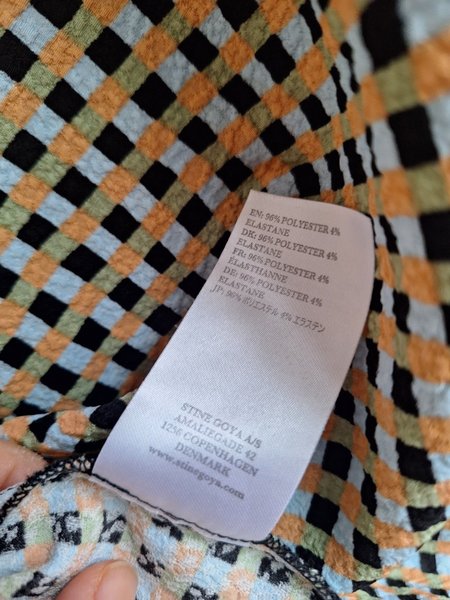 EN: 96% POLYESTER 4%
ELASTANE
DK: 96% POLYESTER 4%
ELASTANE
FR: 96% POLYESTER 4%
ELASTHANNE
DE: 96% POLYESTER 4%
ELASTANE
JP: 96% ポリエステル 4% エラステン
STINE GOYA A/S
AMALIEGADE 42
1256 COPENHAGEN
DENMARK
www.stinegoya.com